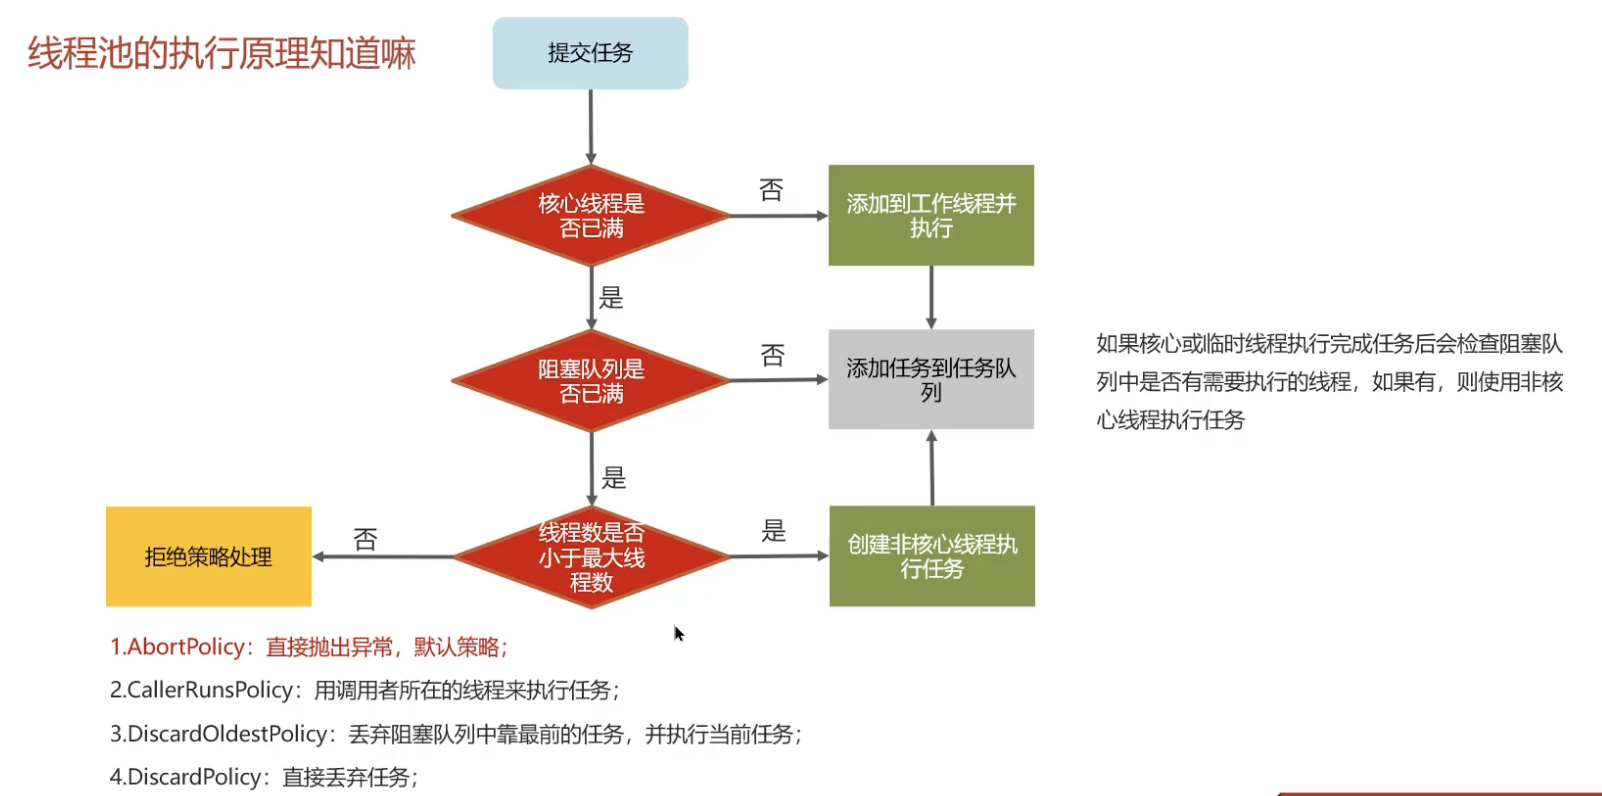 线程池的执行原理知道嘛
提交任务
核心线程是
否已满
否
添加到工作线程并
执行
是
阻塞队列是
否已满
否
添加任务到任务队
列
如果核心或临时线程执行完成任务后会检查阻塞队
列中是否有需要执行的线程，如果有，则使用非核
心线程执行任务
是
线程数是否
小于最大线
程数
否
拒绝策略处理
是
创建非核心线程执
行任务
1.AbortPolicy：直接抛出异常，默认策略；
2.CallerRunsPolicy：用调用者所在的线程来执行任务；
3.DiscardOldestPolicy：丢弃阻塞队列中靠最前的任务，并执行当前任务；
4.DiscardPolicy：直接丢弃任务；